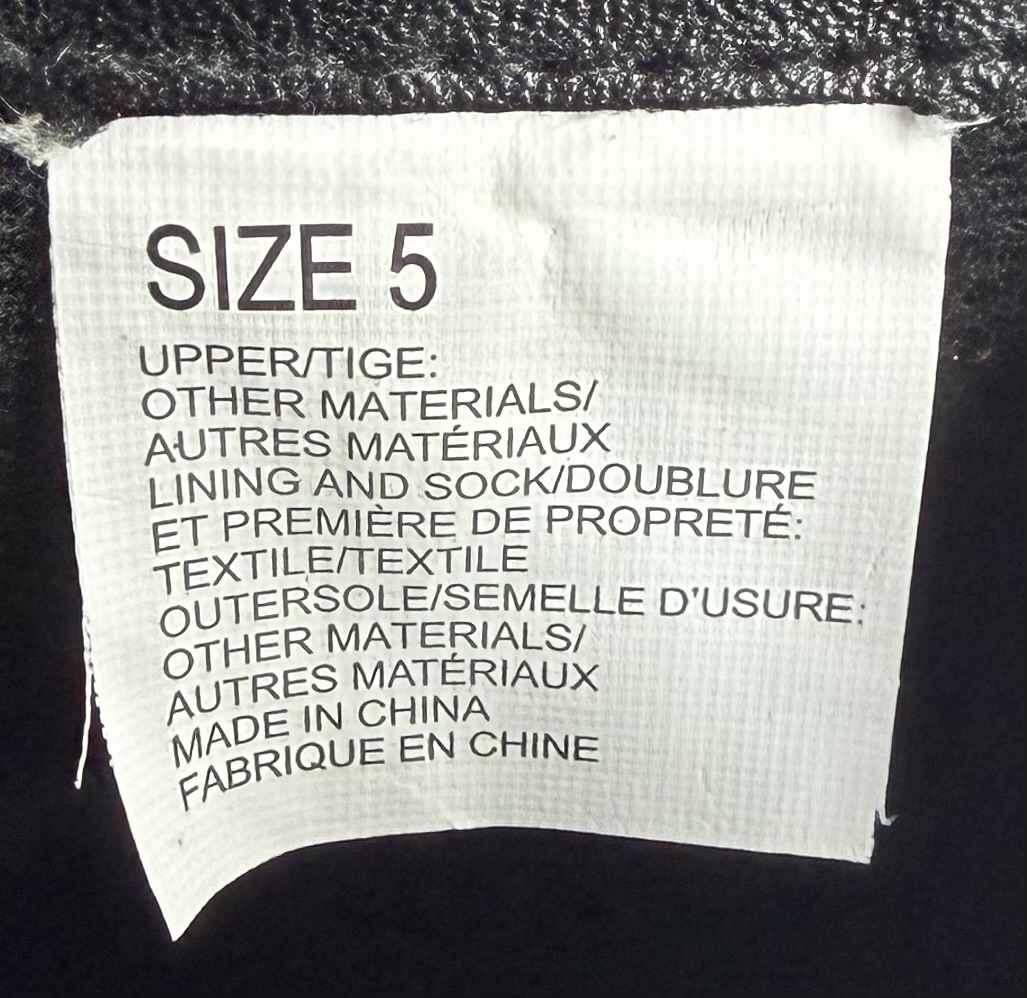 SIZE 5
UPPER/TIGE:
OTHER MATERIALS/
AUTRES MATÉRIAUX
LINING AND SOCK/DOUBLURE
ET PREMIÈRE DE PROPRETÉ:
TEXTILE/TEXTILE
OUTERSOLE/SEMELLE D'USURE:
OTHER MATERIALS/
AUTRES MATÉRIAUX
MADE IN CHINA
FABRIQUE EN CHINE